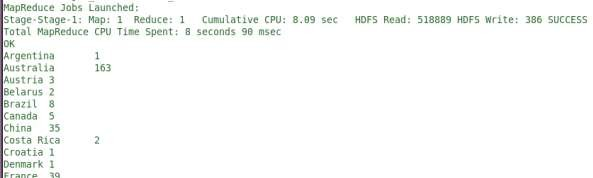 MapReduce Jobs Launched:
Stage-Stage-1: Map: 1  Reduce: 1   Cumulative CPU: 8.09 sec   HDFS Read: 518889 HDFS Write: 386 SUCCESS
Total MapReduce CPU Time Spent: 8 seconds 90 msec
OK
Argentina	1
Australia	163
Austria	3
Belarus	2
Brazil	8
Canada	5
China	35
Costa Rica	2
Croatia	1
Denmark	1
France	39